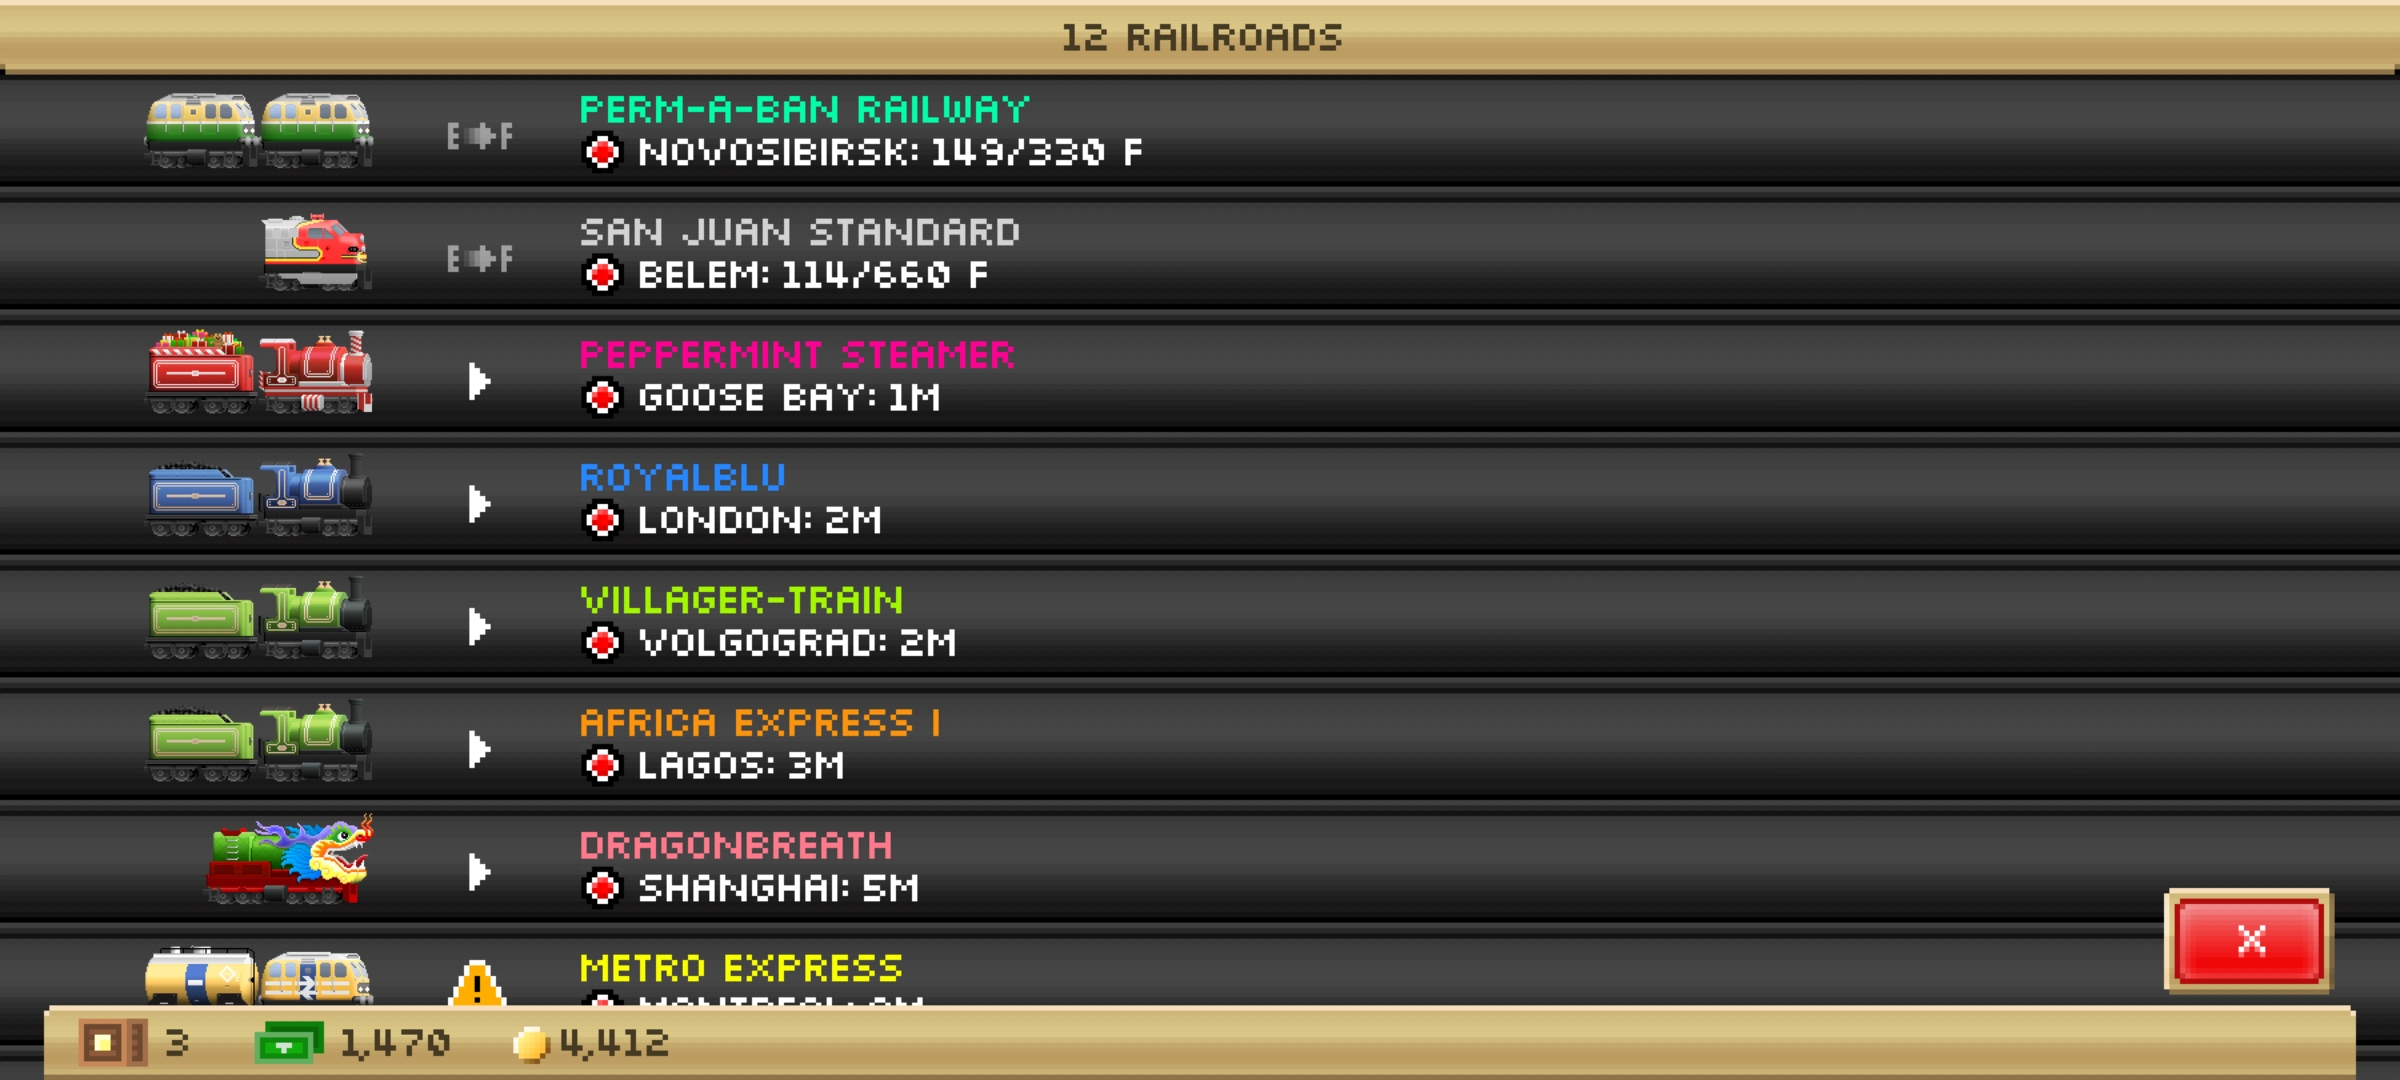 12 RAILROADS
PERM-A-BAN RAILWAY
E F
NOVOSIBIRSK: 149/330 F
SAN JUAN STANDARD
E F
BELEM: 114/660 F
PEPPERMINT STEAMER
GOOSE BAY: 1M
ROYALBLU
LONDON: 2M
VILLAGER-TRAIN
VOLGOGRAD: 2M
AFRICA EXPRESS I
LAGOS: 3M
DRAGONBREATH
SHANGHAI: 5M
X
METRO EXPRESS
3 1,470 4,412